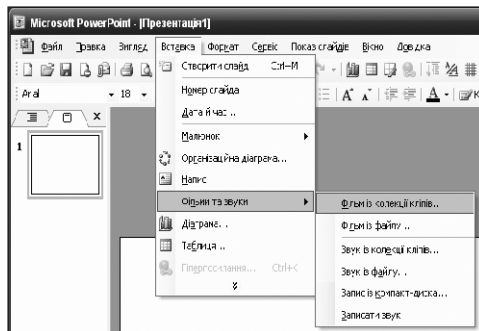 Microsoft PowerPoint - [Презентація1]
Файл Правка Вигляд Вставка Формат Сервіс Показ слайдів Вікно Довідка
Створити слайд Ctrl+M
Arial 18
Номер слайда
Дата й час...
1
Малюнок
Організаційна діаграма...
Напис
Фільми та звуки
Фільм із колекції кліпів...
Діаграма...
Фільм із файлу...
Таблиця...
Звук із колекції кліпів...
Гіперпосилання... Ctrl+K
Звук із файлу...
Запис із компакт-диска...
Записати звук